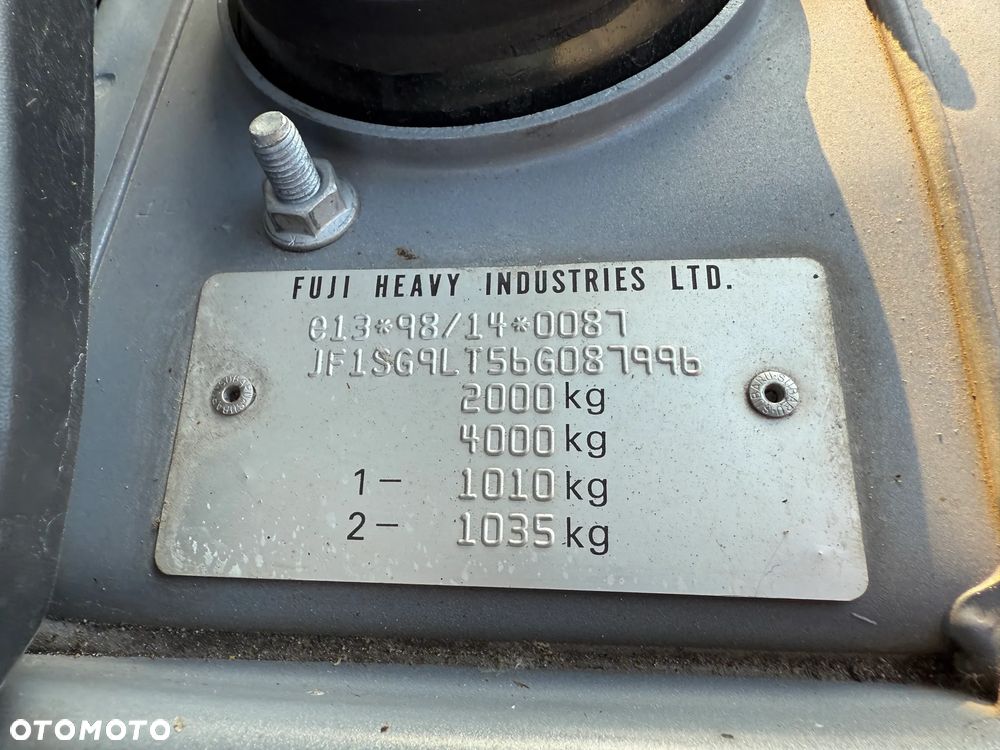 FUJI HEAVY INDUSTRIES LTD.
e13*98/14*0087
JF1SG9LT56G087996
2000 kg
4000 kg
1- 1010 kg
2- 1035 kg
OTOMOTO